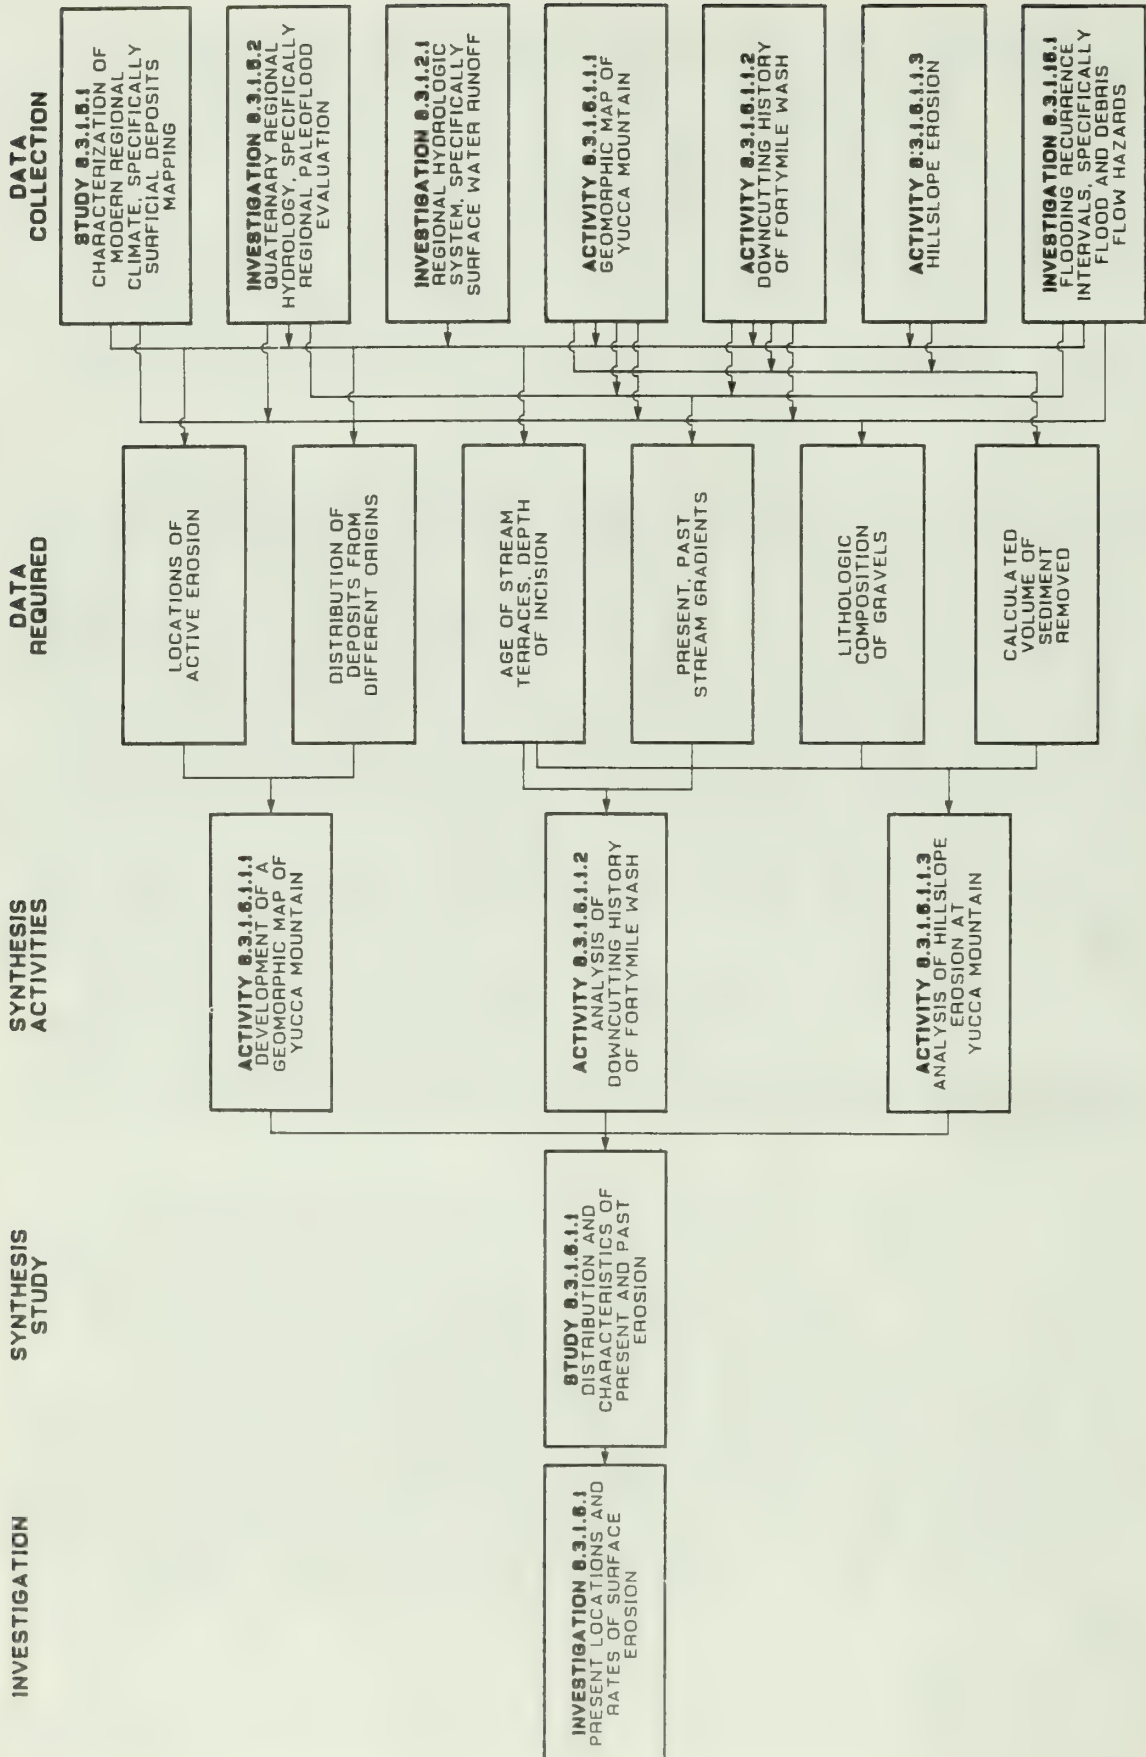 INVESTIGATION
SYNTHESIS
STUDY
SYNTHESIS
ACTIVITIES
DATA
REQUIRED
DATA
COLLECTION
INVESTIGATION 8.3.1.6.1
PRESENT LOCATIONS AND
RATES OF SURFACE
EROSION
STUDY 8.3.1.6.1.1
DISTRIBUTION AND
CHARACTERISTICS OF
PRESENT AND PAST
EROSION
ACTIVITY 8.3.1.6.1.1.1
DEVELOPMENT OF A
GEOMORPHIC MAP OF
YUCCA MOUNTAIN
ACTIVITY 8.3.1.6.1.1.2
ANALYSIS OF
DOWNCUTTING HISTORY
OF FORTYMILE WASH
ACTIVITY 8.3.1.6.1.1.3
ANALYSIS OF HILLSLOPE
EROSION AT
YUCCA MOUNTAIN
LOCATIONS OF
ACTIVE EROSION
DISTRIBUTION OF
DEPOSITS FROM
DIFFERENT ORIGINS
AGE OF STREAM
TERRACES, DEPTH
OF INCISION
PRESENT, PAST
STREAM GRADIENTS
LITHOLOGIC
COMPOSITION
OF GRAVELS
CALCULATED
VOLUME OF
SEDIMENT
REMOVED
STUDY 8.3.1.5.1
CHARACTERIZATION OF
MODERN REGIONAL
CLIMATE, SPECIFICALLY
SURFICIAL DEPOSITS
MAPPING
INVESTIGATION 8.3.1.5.2
QUATERNARY REGIONAL
HYDROLOGY, SPECIFICALLY
REGIONAL PALEOFLOOD
EVALUATION
INVESTIGATION 8.3.1.2.1
REGIONAL HYDROLOGIC
SYSTEM, SPECIFICALLY
SURFACE WATER RUNOFF
ACTIVITY 8.3.1.6.1.1.1
GEOMORPHIC MAP OF
YUCCA MOUNTAIN
ACTIVITY 8.3.1.6.1.1.2
DOWNCUTTING HISTORY
OF FORTYMILE WASH
ACTIVITY 8:3.1.6.1.1.3
HILLSLOPE EROSION
INVESTIGATION 8.3.1.16.1
FLOODING RECURRENCE
INTERVALS, SPECIFICALLY
FLOOD AND DEBRIS
FLOW HAZARDS